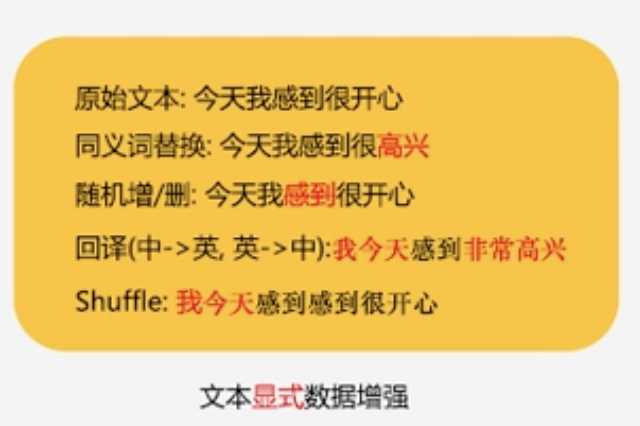 原始文本: 今天我感到很开心
同义词替换: 今天我感到很高兴
随机增/删: 今天我感到很开心
回译(中->英, 英->中):我今天感到非常高兴
Shuffle: 我今天感到感到很开心
文本显式数据增强